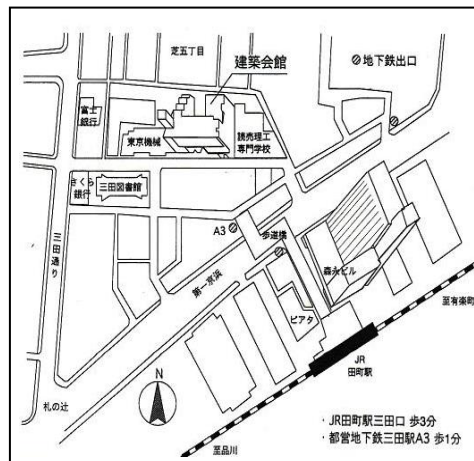 芝五丁目
建築会館
地下鉄出口
富士
銀行
東京機械
読売理工
専門学校
さくら
銀行
三田図書館
三田通り
A3
歩道橋
第一京浜
森永ビル
ピアタ
至有楽町
JR
田町駅
N
札の辻
至品川
・JR田町駅三田口 歩3分
・都営地下鉄三田駅A3 歩1分